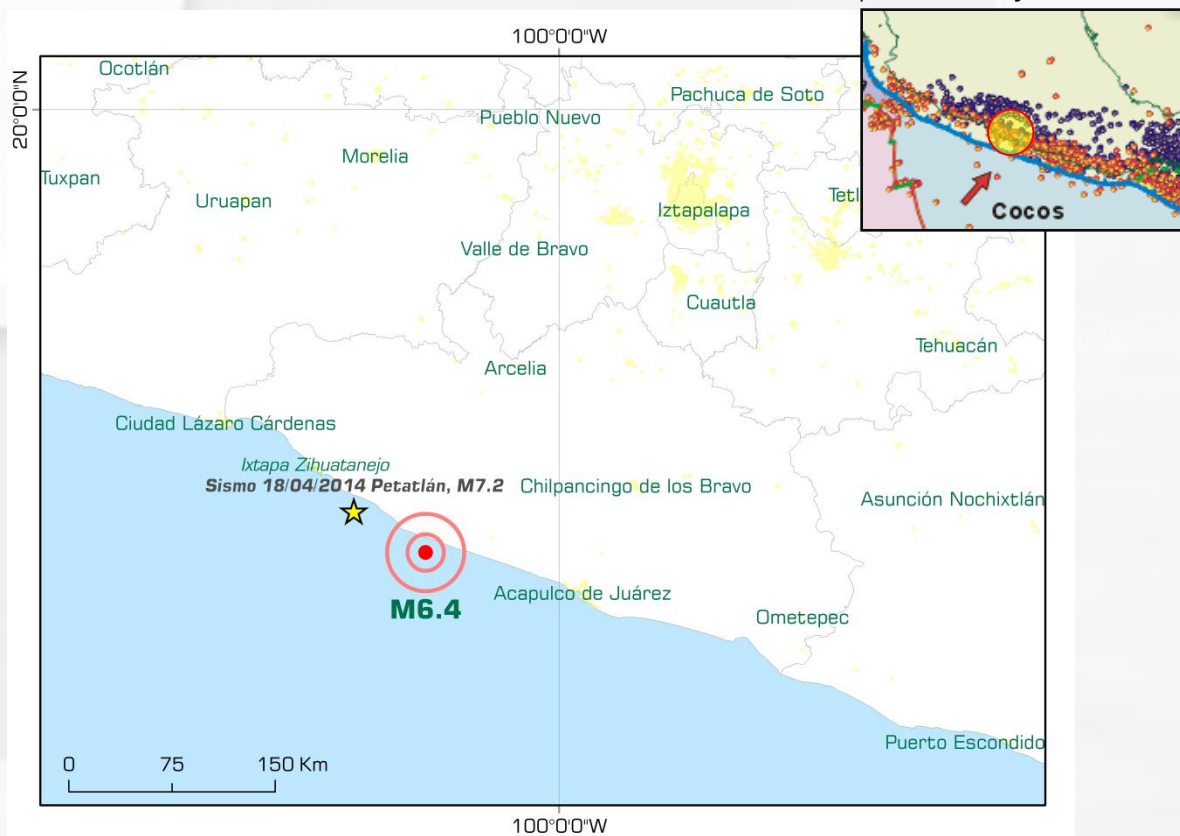 100°0'0"W
20°0'0"N
Ocotlán
Pachuca de Soto
Pueblo Nuevo
Morelia
Tuxpan
Uruapan
Iztapalapa
Cocos
Valle de Bravo
Cuautla
Tehuacán
Arcelia
Ciudad Lázaro Cárdenas
Ixtapa Zihuatanejo
Sismo 18/04/2014 Petatlán, M7.2
Chilpancingo de los Bravo
Asunción Nochixtlán
M6.4
Acapulco de Juárez
Ometepec
Puerto Escondido
0 75 150 Km
100°0'0"W